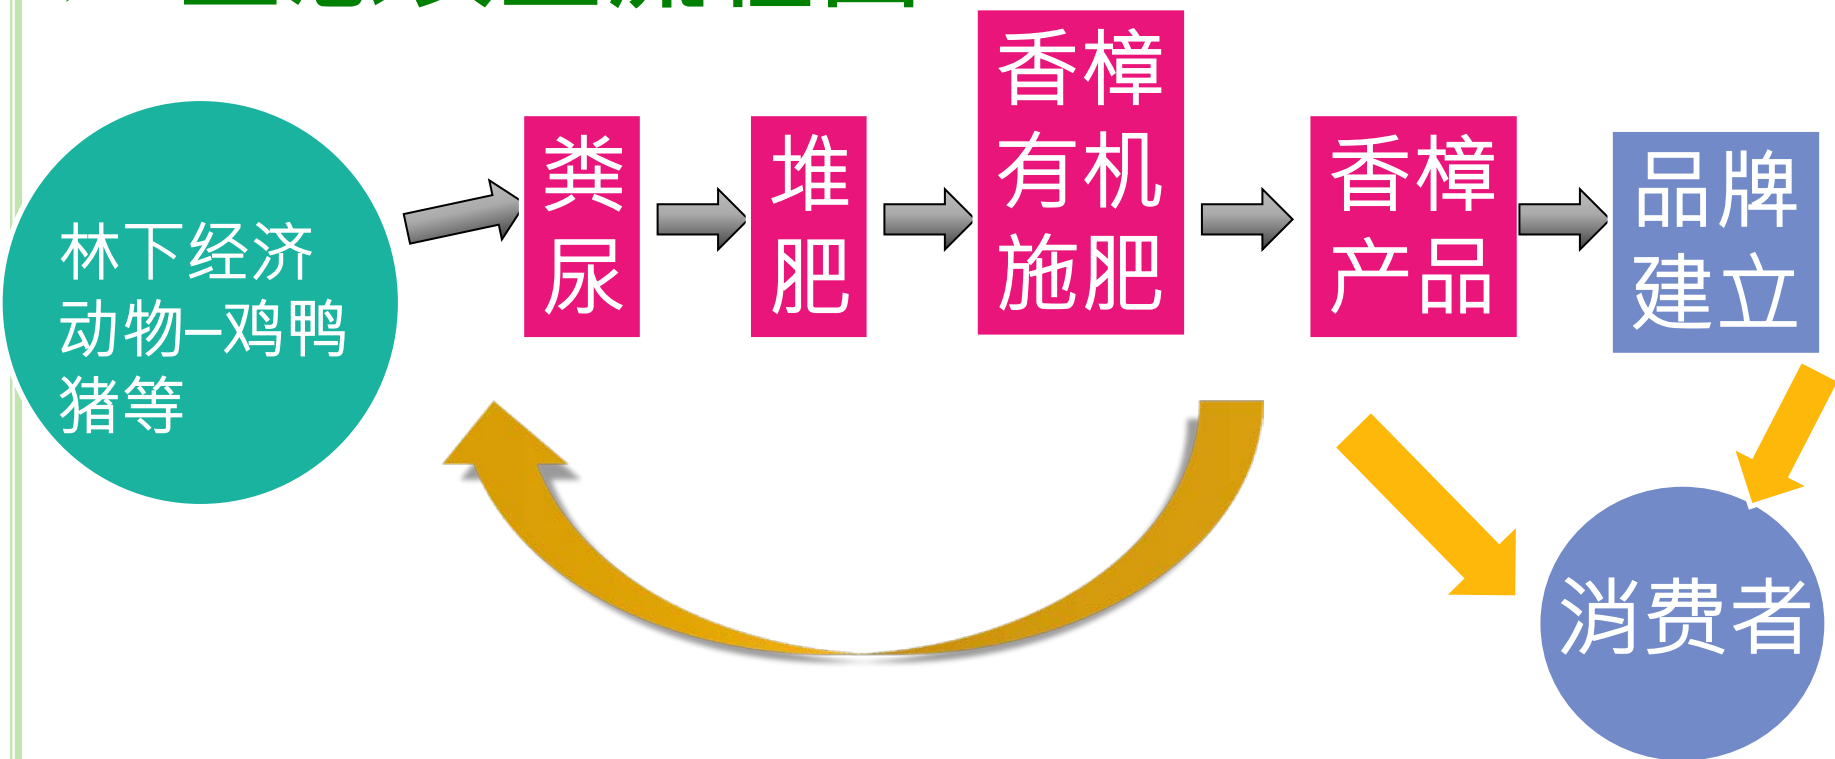 林下经济
动物–鸡鸭
猪等
粪
尿
堆
肥
香樟
有机
施肥
香樟
产品
品牌
建立
消费者